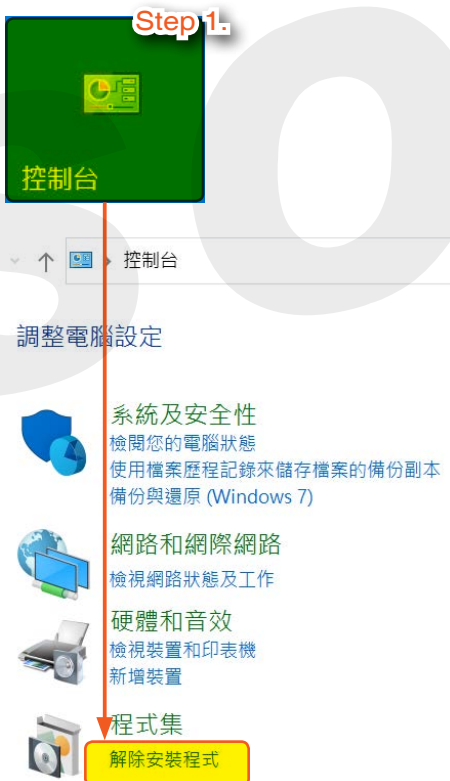 Step 1.
控制台
控制台
調整電腦設定
系統及安全性
檢閱您的電腦狀態
使用檔案歷程記錄來儲存檔案的備份副本
備份與還原 (Windows 7)
網路和網際網路
檢視網路狀態及工作
硬體和音效
檢視裝置和印表機
新增裝置
程式集
解除安裝程式